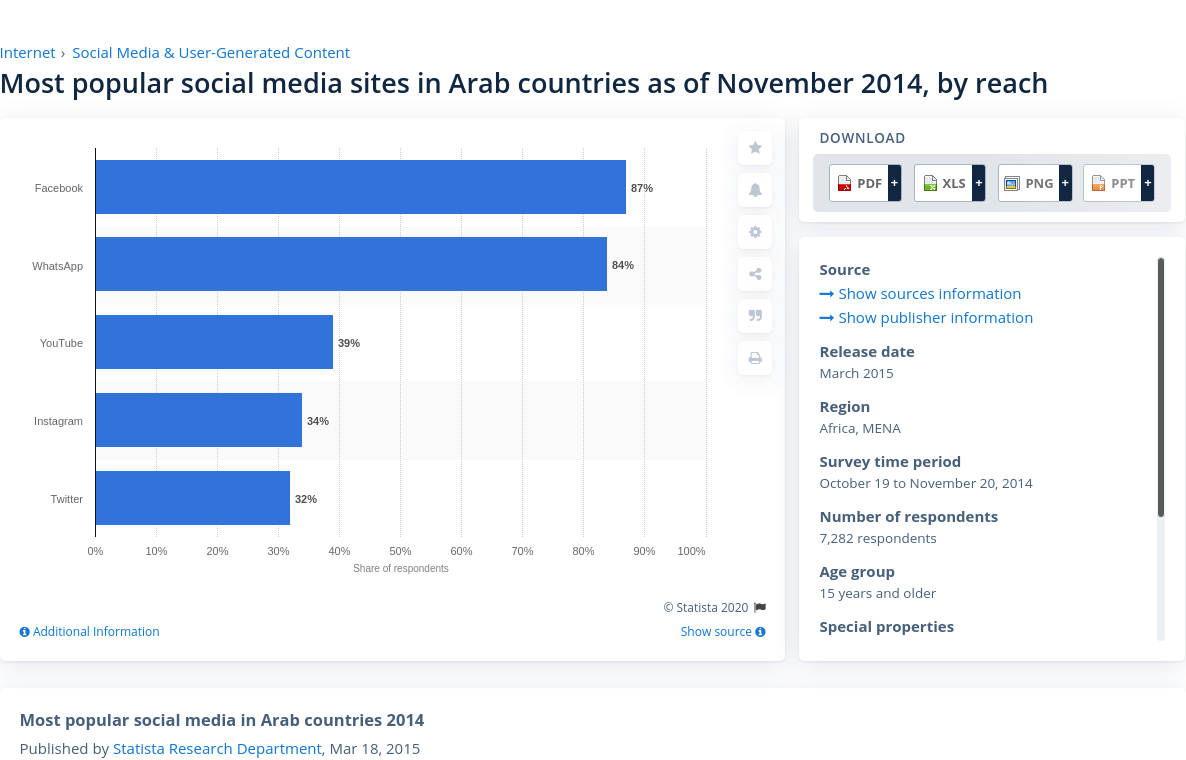 Internet › Social Media & User-Generated Content
Most popular social media sites in Arab countries as of November 2014, by reach
Facebook 87%
WhatsApp 84%
YouTube 39%
Instagram 34%
Twitter 32%
0% 10% 20% 30% 40% 50% 60% 70% 80% 90% 100%
Share of respondents
© Statista 2020
Additional Information Show source
DOWNLOAD
PDF + XLS + PNG + PPT +
Source
Show sources information
Show publisher information
Release date
March 2015
Region
Africa, MENA
Survey time period
October 19 to November 20, 2014
Number of respondents
7,282 respondents
Age group
15 years and older
Special properties
Most popular social media in Arab countries 2014
Published by Statista Research Department, Mar 18, 2015